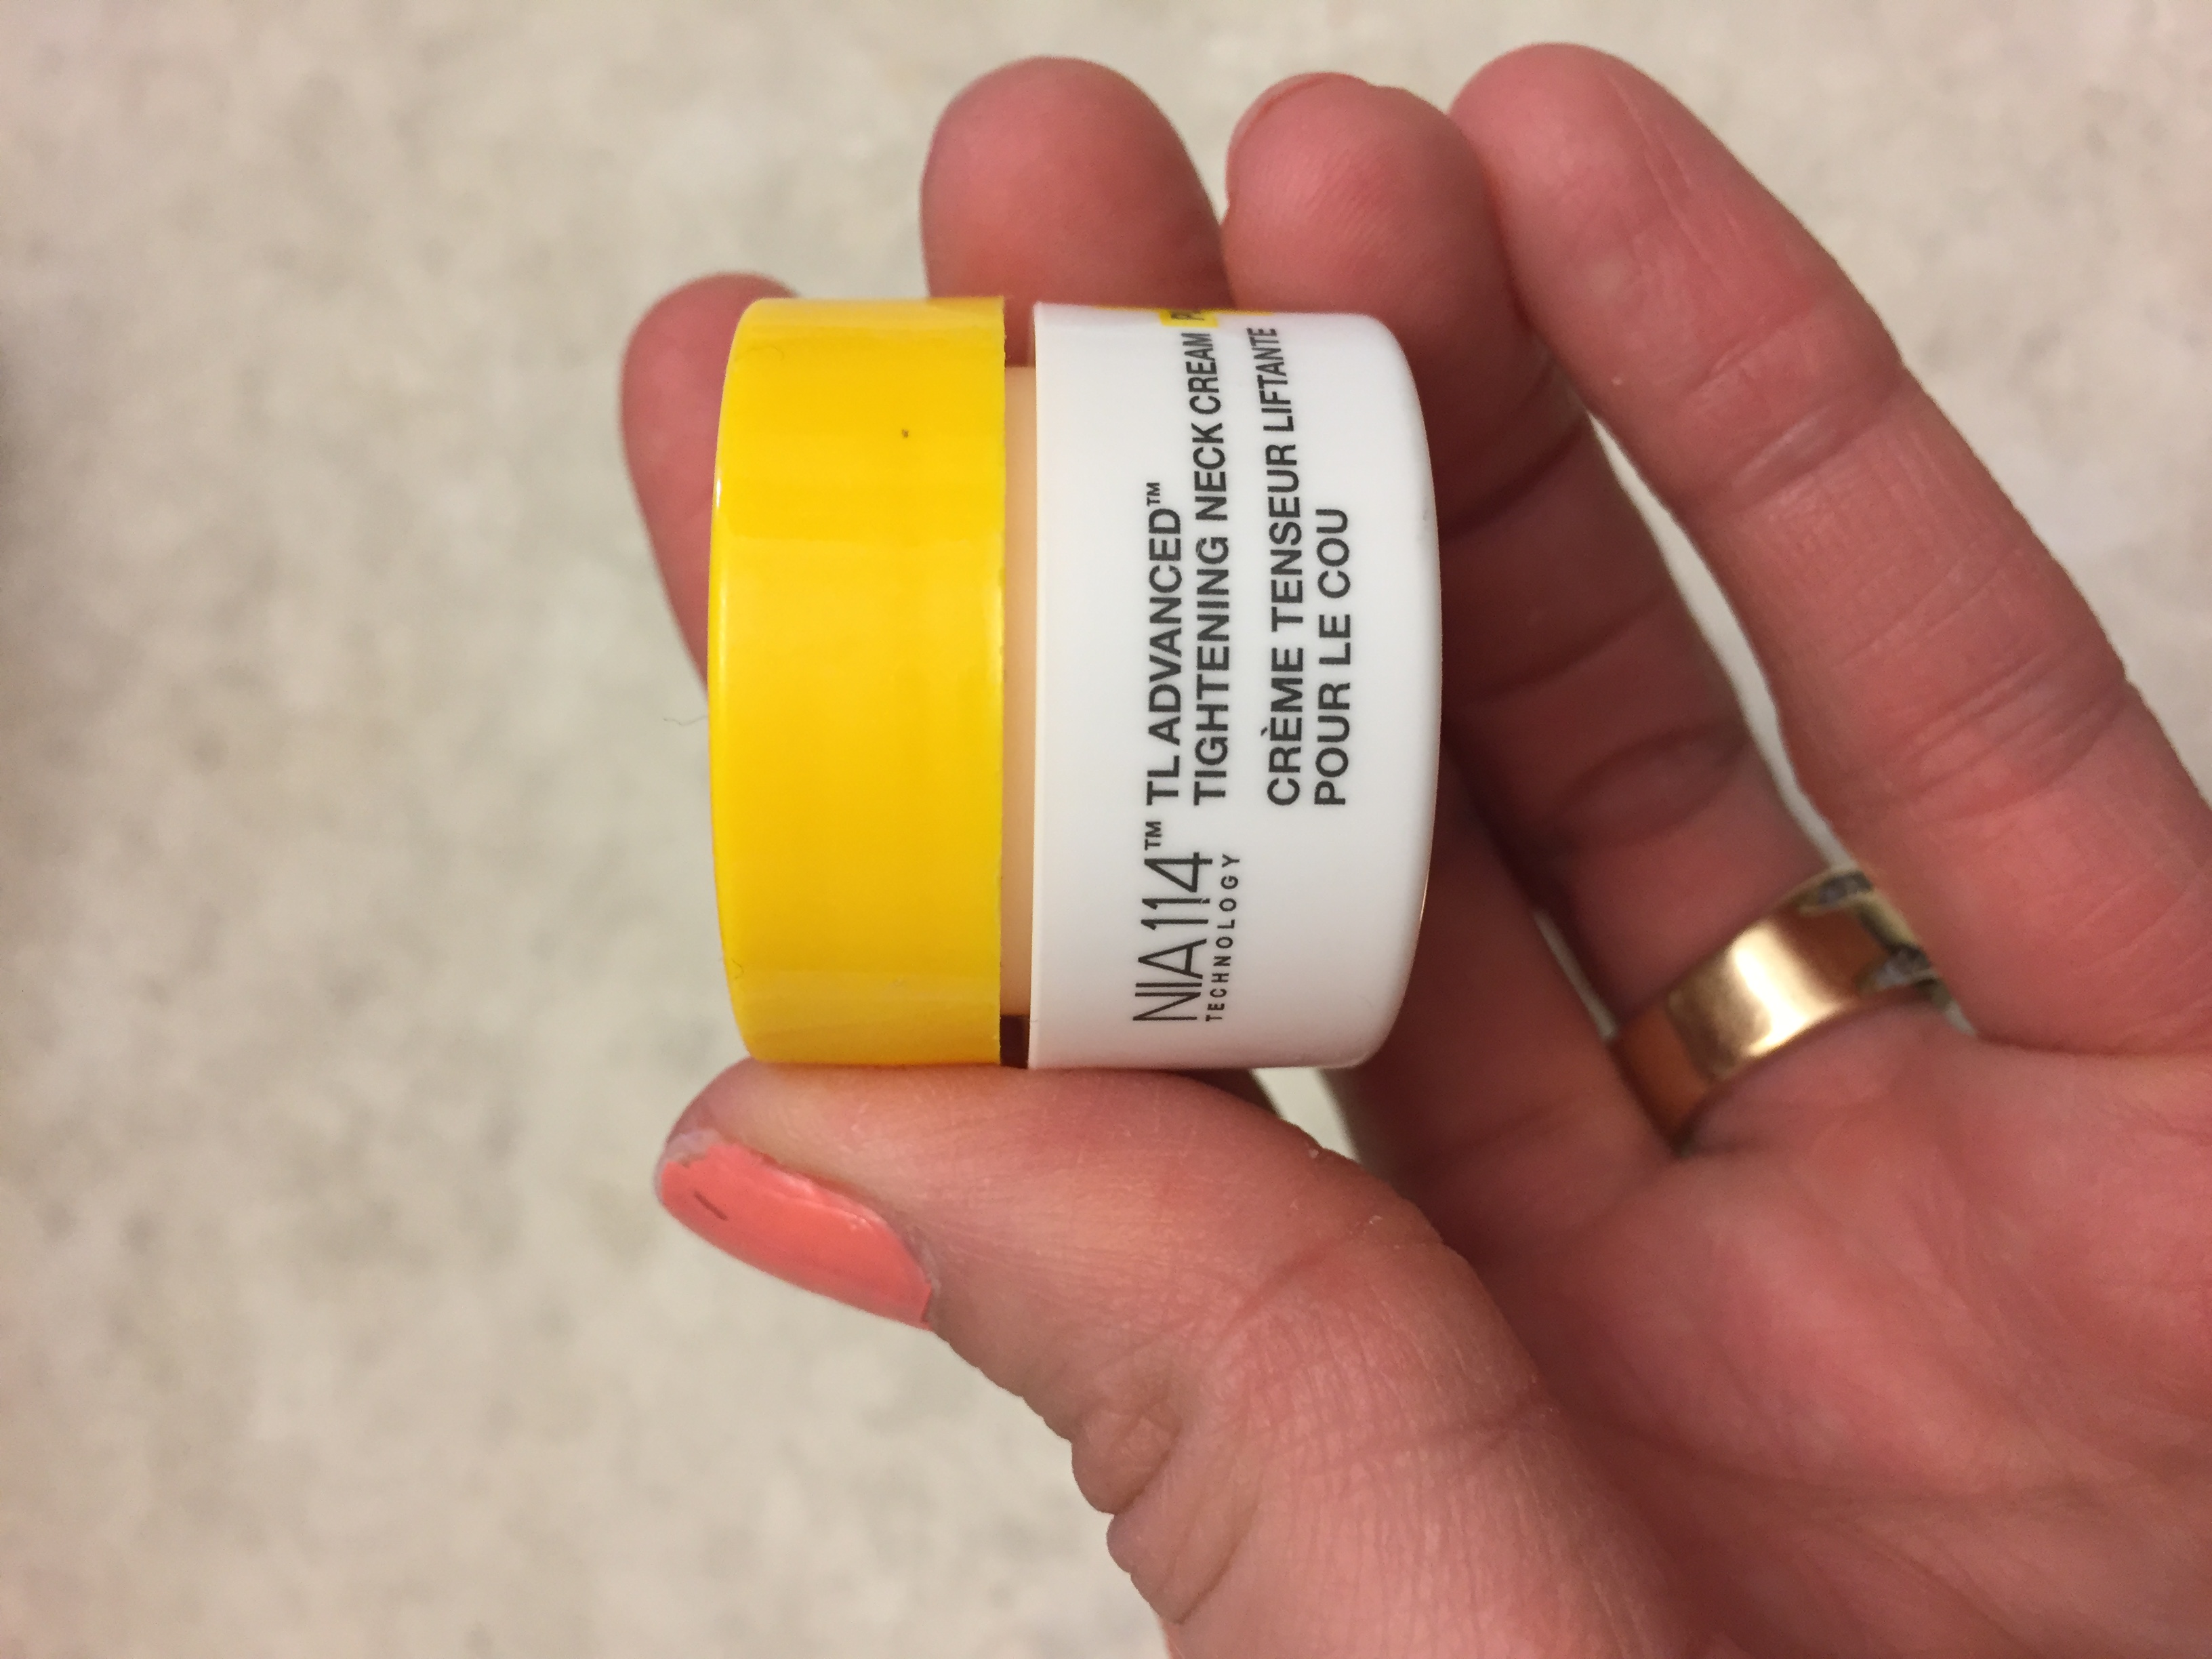 NIA114™
TECHNOLOGY
TL ADVANCED™
TIGHTENING NECK CREAM
CRÈME TENSEUR LIFTANTE
POUR LE COU